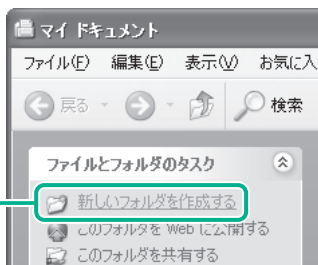 マイ ドキュメント
ファイル(F) 編集(E) 表示(V) お気に入
戻る 検索
ファイルとフォルダのタスク
新しいフォルダを作成する
このフォルダを Web に公開する
このフォルダを共有する